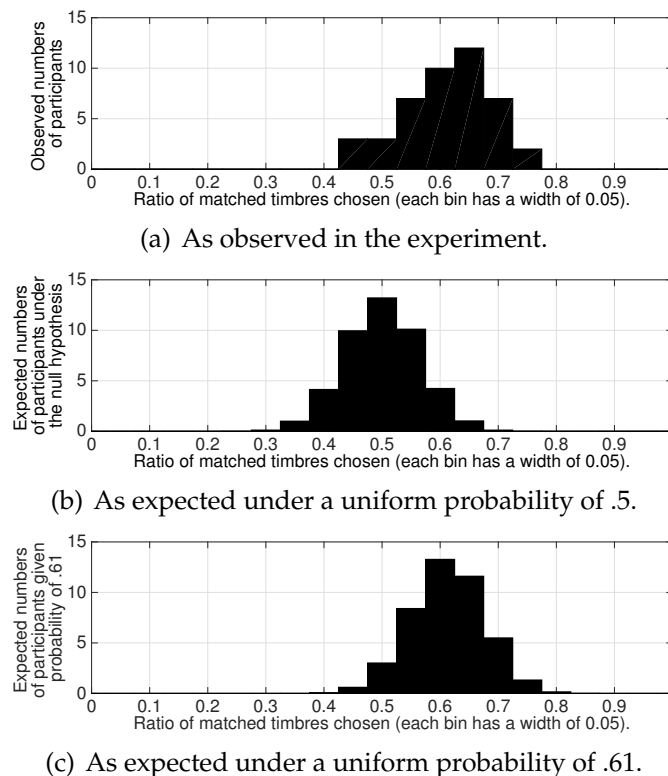 15
10
5
0
Observed numbers
of participants
0 0.1 0.2 0.3 0.4 0.5 0.6 0.7 0.8 0.9
Ratio of matched timbres chosen (each bin has a width of 0.05).
(a) As observed in the experiment.
15
10
5
0
Expected numbers
of participants under
the null hypothesis
0 0.1 0.2 0.3 0.4 0.5 0.6 0.7 0.8 0.9
Ratio of matched timbres chosen (each bin has a width of 0.05).
(b) As expected under a uniform probability of .5.
15
10
5
0
Expected numbers
of participants given
probability of .61
0 0.1 0.2 0.3 0.4 0.5 0.6 0.7 0.8 0.9
Ratio of matched timbres chosen (each bin has a width of 0.05).
(c) As expected under a uniform probability of .61.